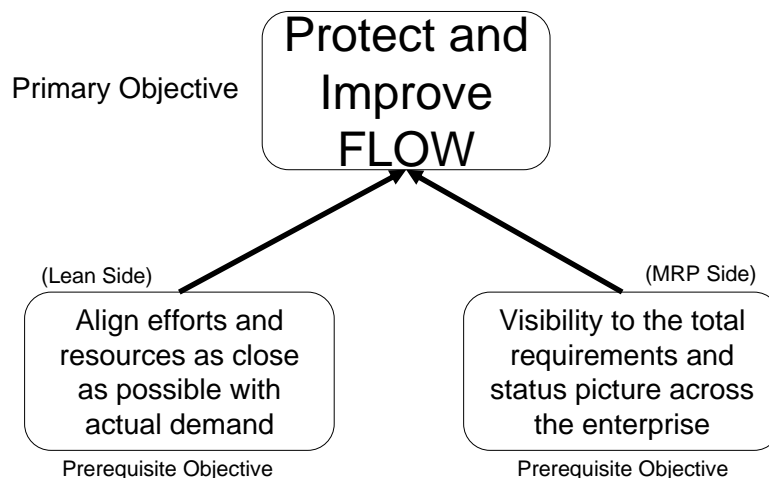 Protect and
Improve
FLOW
Primary Objective
(Lean Side)
Align efforts and
resources as close
as possible with
actual demand
Prerequisite Objective
(MRP Side)
Visibility to the total
requirements and
status picture across
the enterprise
Prerequisite Objective